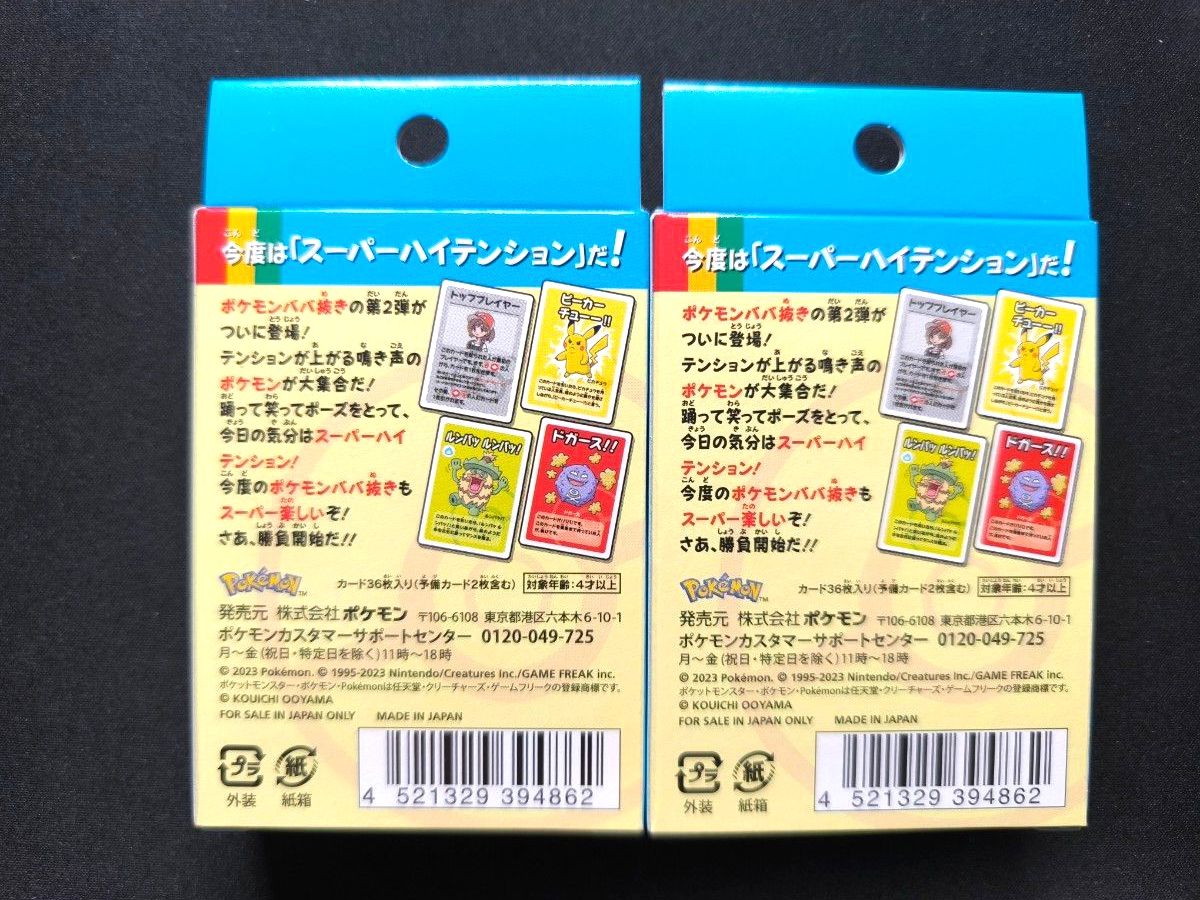 今度は「スーパーハイテンション」だ!
ポケモンババ抜きの第2弾が
ついに登場!
テンションが上がる鳴き声の
ポケモンが大集合だ!
踊って笑ってポーズをとって、
今日の気分はスーパーハイ
テンション!
今度のポケモンババ抜きも
スーパー楽しいぞ!
さあ、勝負開始だ!!
トッププレイヤー
ピーカー
チューー!!
ルンパッ ルンパッ!
ドガース!!
Pokémon
カード36枚入り(予備カード2枚含む) 対象年齢:4才以上
発売元 株式会社ポケモン 〒106-6108 東京都港区六本木6-10-1
ポケモンカスタマーサポートセンター 0120-049-725
月~金(祝日・特定日を除く)11時~18時
© 2023 Pokémon. © 1995-2023 Nintendo/Creatures Inc./GAME FREAK inc.
ポケットモンスター・ポケモン・Pokémonは任天堂・クリーチャーズ・ゲームフリークの登録商標です。
© KOUICHI OOYAMA
FOR SALE IN JAPAN ONLY MADE IN JAPAN
プラ 外装
紙 紙箱
4 521329 394862
今度は「スーパーハイテンション」だ!
ポケモンババ抜きの第2弾が
ついに登場!
テンションが上がる鳴き声の
ポケモンが大集合だ!
踊って笑ってポーズをとって、
今日の気分はスーパーハイ
テンション!
今度のポケモンババ抜きも
スーパー楽しいぞ!
さあ、勝負開始だ!!
トッププレイヤー
ピーカー
チューー!!
ルンパッ ルンパッ!
ドガース!!
Pokémon
カード36枚入り(予備カード2枚含む) 対象年齢:4才以上
発売元 株式会社ポケモン 〒106-6108 東京都港区六本木6-10-1
ポケモンカスタマーサポートセンター 0120-049-725
月~金(祝日・特定日を除く)11時~18時
© 2023 Pokémon. © 1995-2023 Nintendo/Creatures Inc./GAME FREAK inc.
ポケットモンスター・ポケモン・Pokémonは任天堂・クリーチャーズ・ゲームフリークの登録商標です。
© KOUICHI OOYAMA
FOR SALE IN JAPAN ONLY MADE IN JAPAN
プラ 外装
紙 紙箱
4 521329 394862